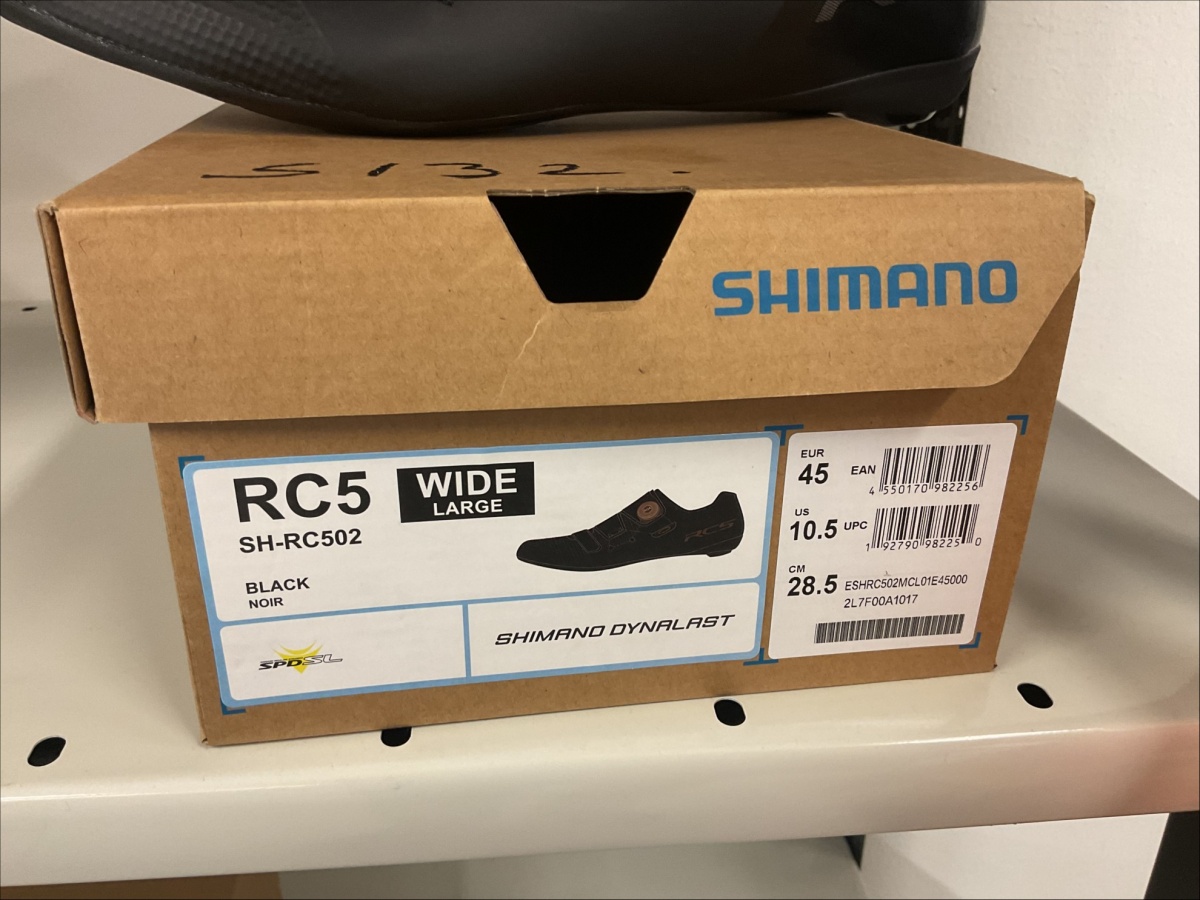 S132.
SHIMANO
RC5
WIDE
LARGE
SH-RC502
BLACK
NOIR
RC5
SPD-SL
SHIMANO DYNALAST
EUR
45
EAN
4 550170 982256
US
10.5
UPC
1 92790 98225 0
CM
28.5
ESHRC502MCL01E45000
2L7F00A1017